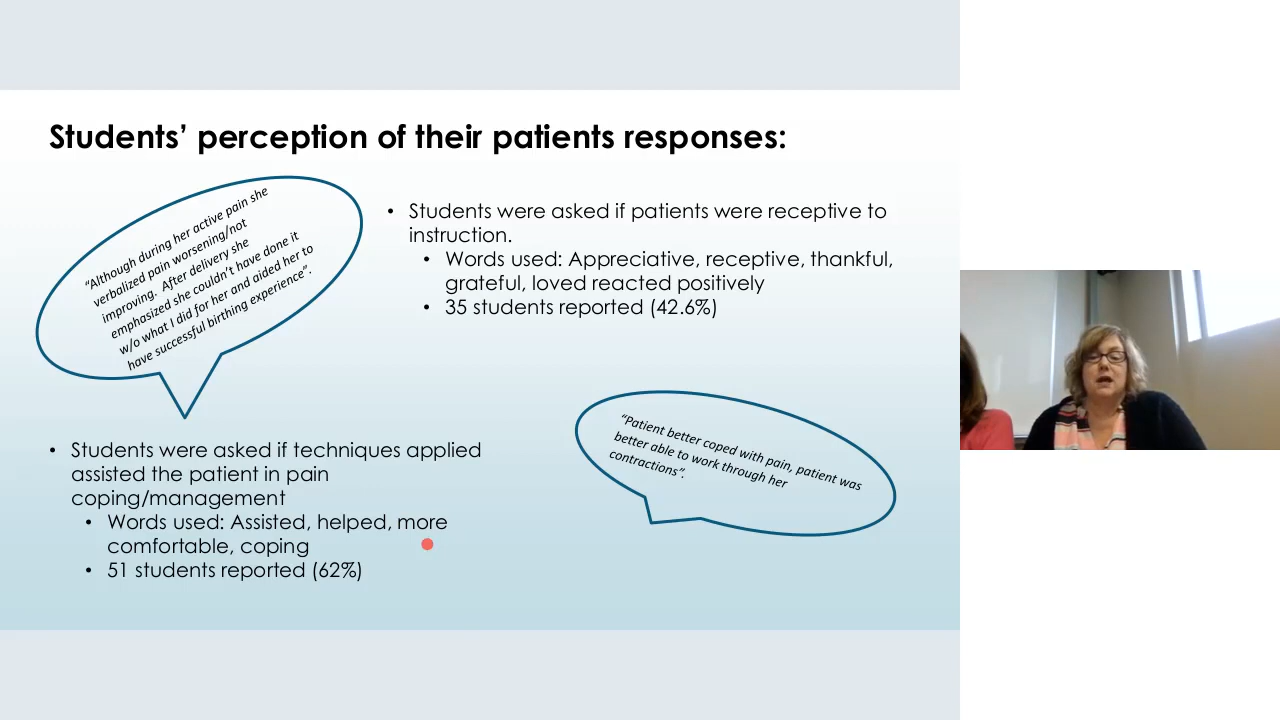 Students’ perception of their patients responses:
“Although during her active pain she
verbalized pain worsening/not
improving. After delivery she
emphasized she couldn’t have done it
w/o what I did for her and aided her to
have successful birthing experience”.
• Students were asked if patients were receptive to
instruction.
• Words used: Appreciative, receptive, thankful,
grateful, loved reacted positively
• 35 students reported (42.6%)
• Students were asked if techniques applied
assisted the patient in pain
coping/management
• Words used: Assisted, helped, more
comfortable, coping
• 51 students reported (62%)
“Patient better coped with pain, patient was
better able to work through her
contractions”.